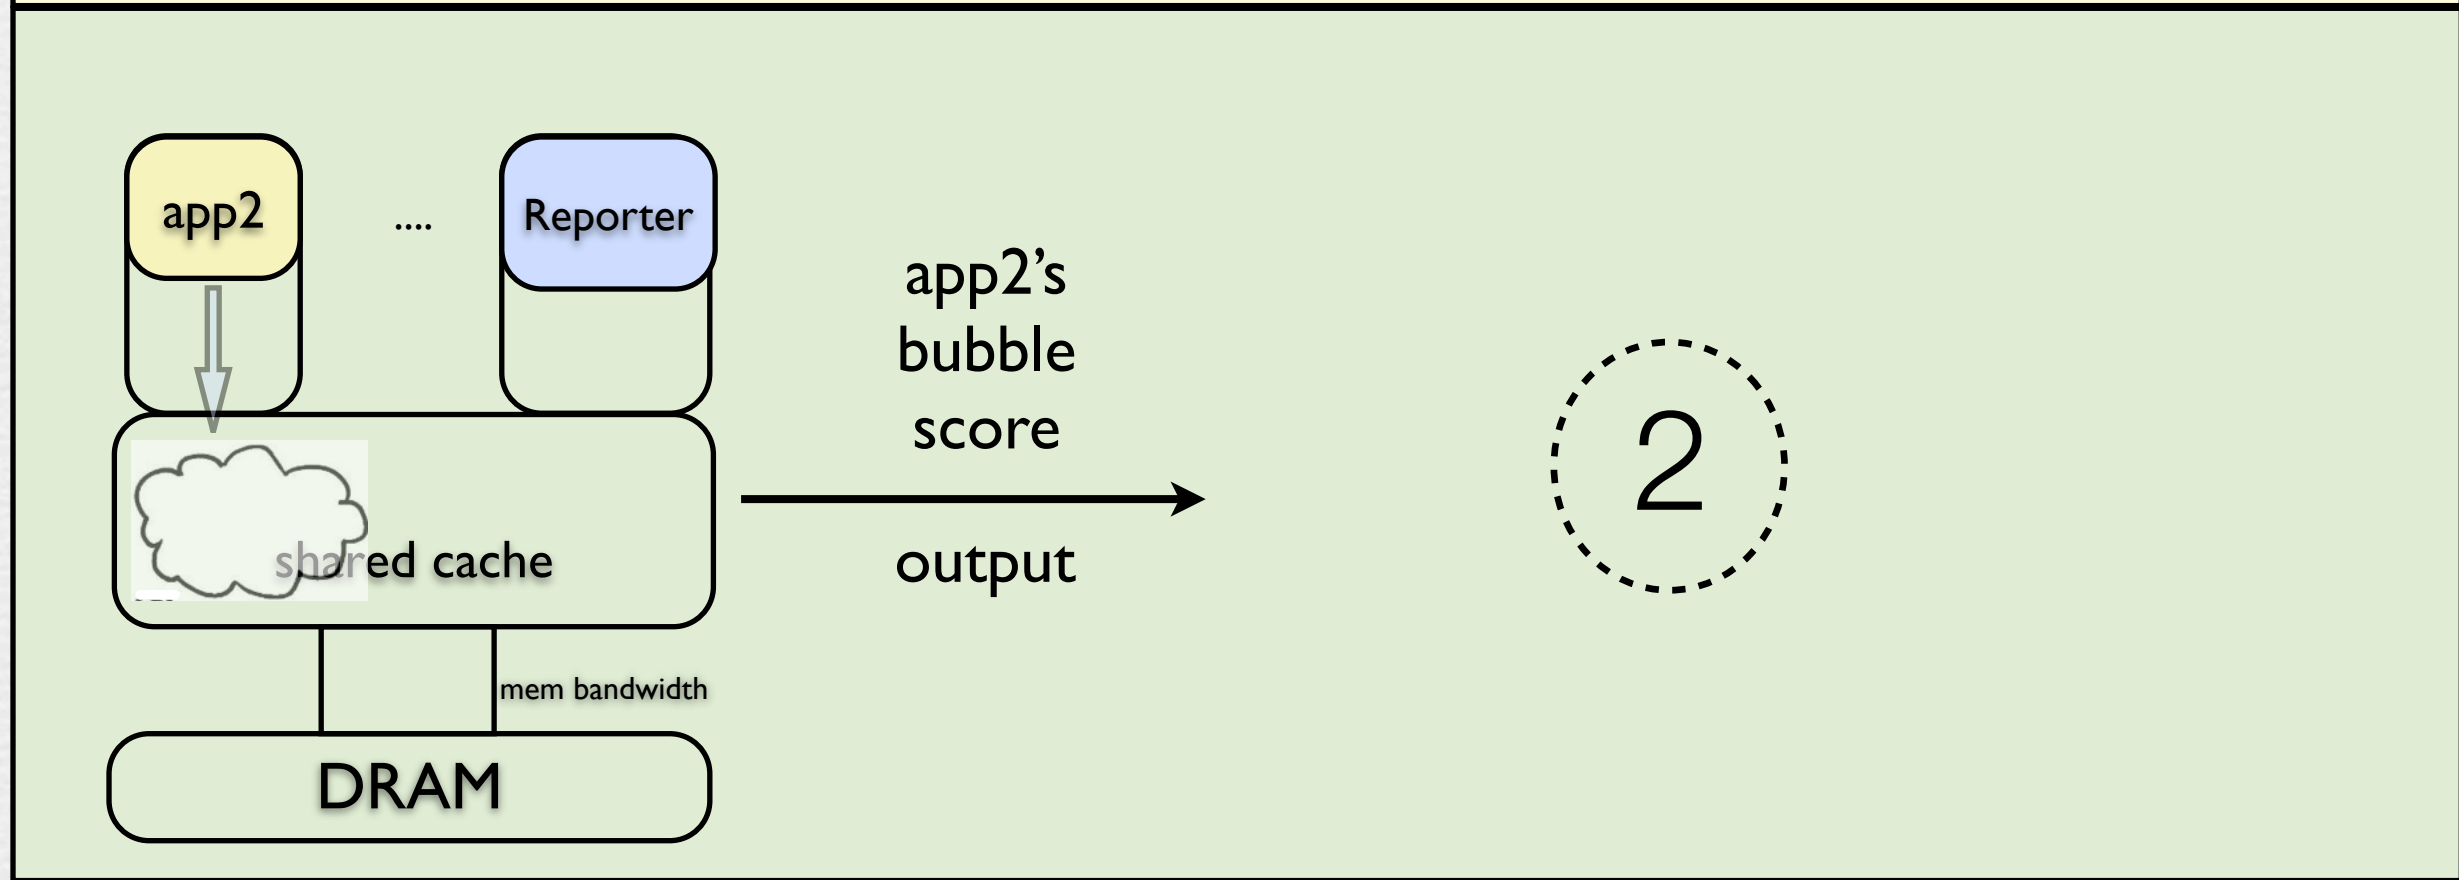 app2
....
Reporter
app2’s
bubble
score
output
2
shared cache
mem bandwidth
DRAM